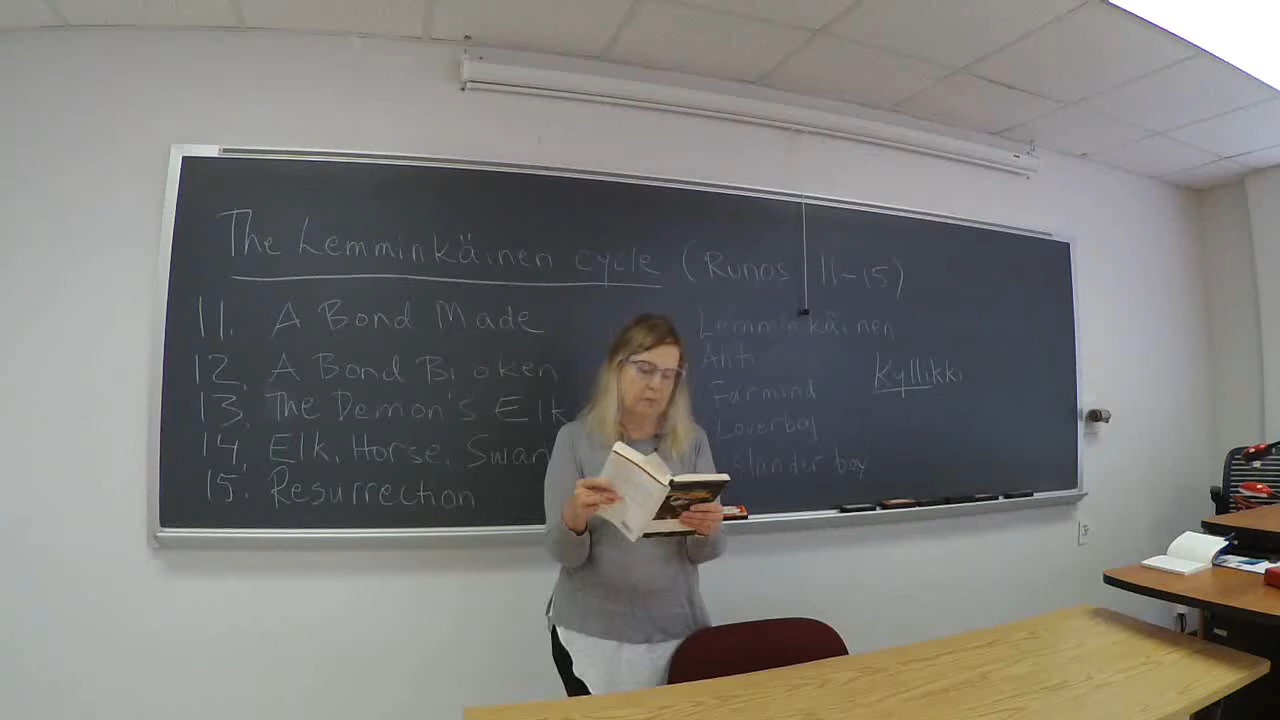 The Lemminkäinen cycle (Runos 11-15)
11. A Bond Made
12. A Bond Broken
13. The Demon's Elk
14. Elk, Horse, Swan
15. Resurrection
Lemminkäinen
Ahti
Farmind
Loverboy
Islander boy
Kyllikki